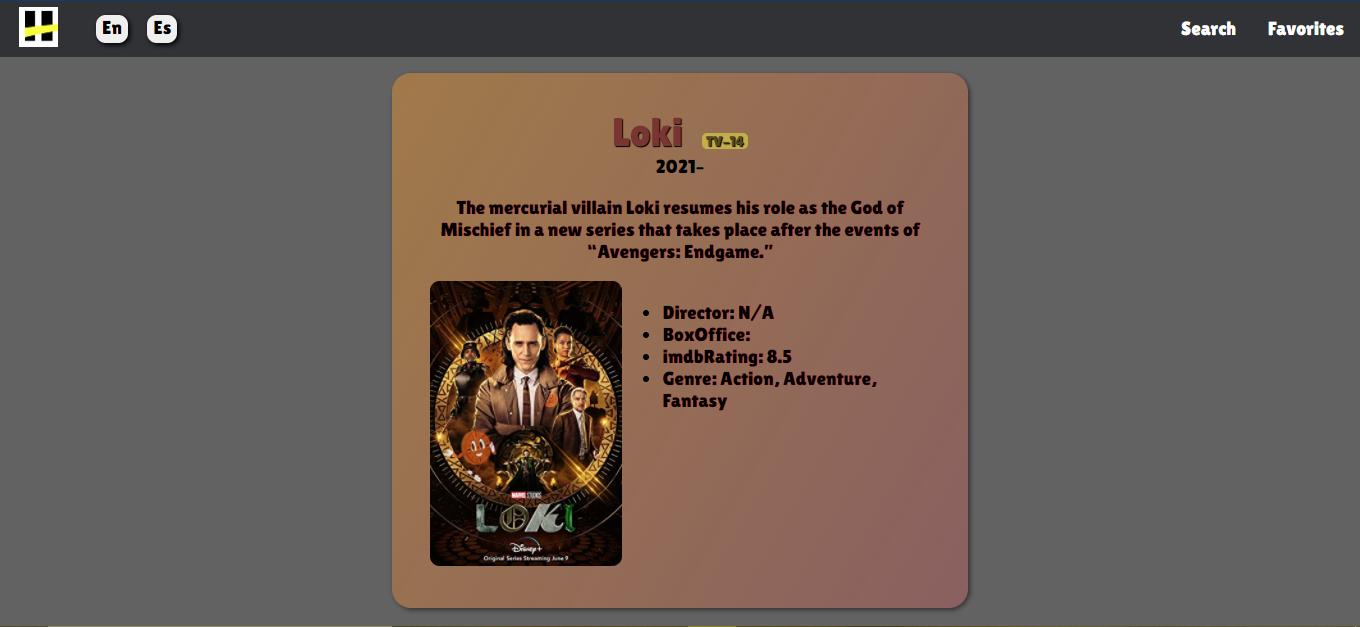 En Es Search Favorites
Loki TV-14
2021–
The mercurial villain Loki resumes his role as the God of
Mischief in a new series that takes place after the events of
“Avengers: Endgame.”
• Director: N/A
• BoxOffice:
• imdbRating: 8.5
• Genre: Action, Adventure,
Fantasy
MARVEL STUDIOS
LOKI
Disney+
Original Series Streaming June 9